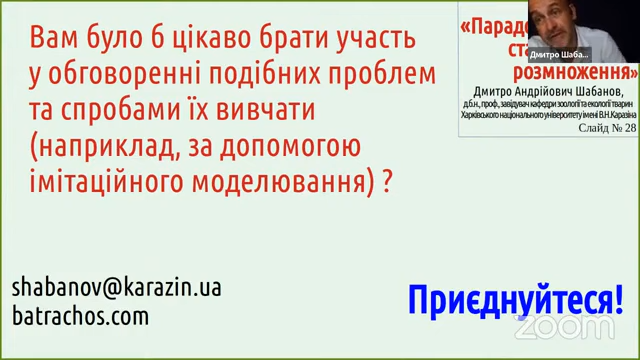 Вам було б цікаво брати участь
у обговоренні подібних проблем
та спробами їх вивчати
(наприклад, за допомогою
імітаційного моделювання) ?
shabanov@karazin.ua
batrachos.com
Приєднуйтеся!
Дмитро Шаба...
розмноження»
Дмитро Андрійович Шабанов,
д.б.н., проф., завідувач кафедри зоології та екології тварин
Харківського національного університету імені В.Н.Каразіна
Слайд № 28
zoom